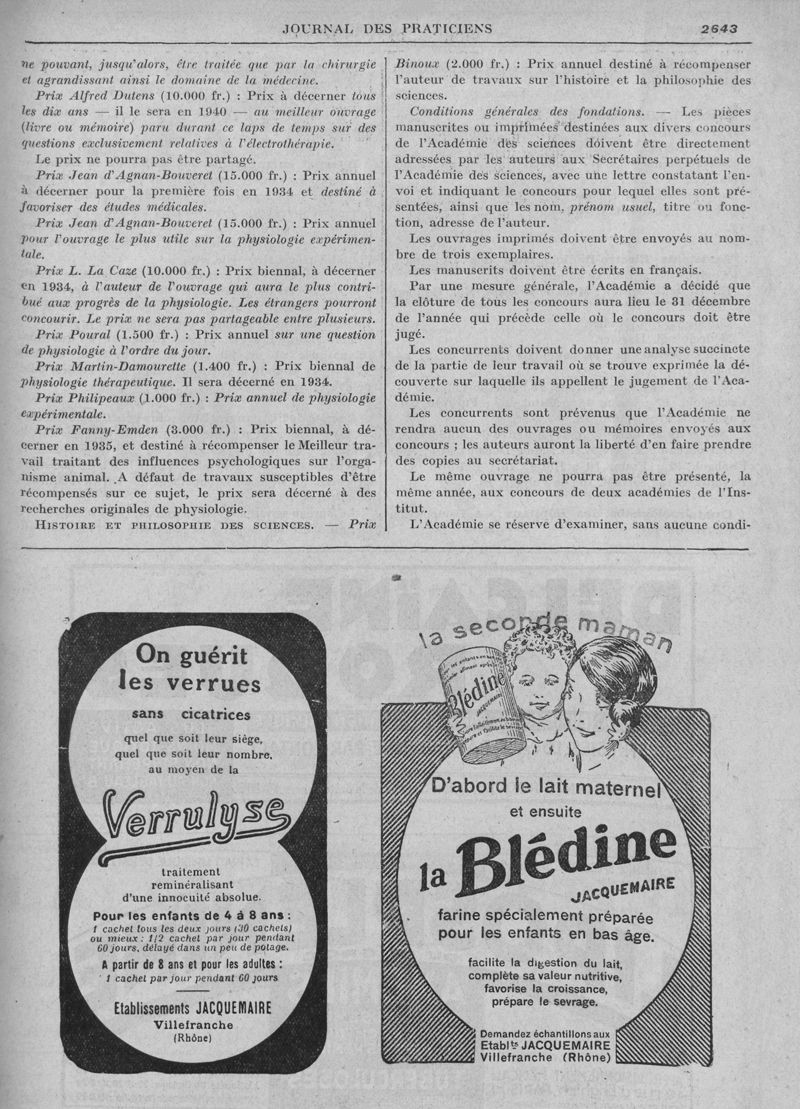 JOURNAL DES PRATICIENS
2643
ne pouvant, jusqu'alors, être traitée que par la chirurgie
et agrandissant ainsi le domaine de la médecine.
Prix Alfred Dutens (10.000 fr.) : Prix à décerner tous
les dix ans — il le sera en 1940 — au meilleur ouvrage
(livre ou mémoire) paru durant ce laps de temps sur des
questions exclusivement relatives à l'électrothérapie.
Le prix ne pourra pas être partagé.
Prix Jean d'Agnan-Bouveret (15.000 fr.) : Prix annuel
à décerner pour la première fois en 1934 et destiné à
favoriser des études médicales.
Prix Jean d'Agnan-Bouveret (15.000 fr.) : Prix annuel
pour l'ouvrage le plus utile sur la physiologie expérimen-
tale.
Prix L. La Caze (10.000 fr.) : Prix biennal, à décerner
en 1934, à l'auteur de l'ouvrage qui aura le plus contri-
bué aux progrès de la physiologie. Les étrangers pourront
concourir. Le prix ne sera pas partageable entre plusieurs.
Prix Poural (1.500 fr.) : Prix annuel sur une question
de physiologie à l'ordre du jour.
Prix Martin-Damourette (1.400 fr.) : Prix biennal de
physiologie thérapeutique. Il sera décerné en 1934.
Prix Philipeaux (1.000 fr.) : Prix annuel de physiologie
expérimentale.
Prix Fanny-Emden (3.000 fr.) : Prix biennal, à dé-
cerner en 1935, et destiné à récompenser le Meilleur tra-
vail traitant des influences psychologiques sur l'orga-
nisme animal. A défaut de travaux susceptibles d'être
récompensés sur ce sujet, le prix sera décerné à des
recherches originales de physiologie.
HISTOIRE ET PHILOSOPHIE DES SCIENCES. — Prix
Binoux (2.000 fr.) : Prix annuel destiné à récompenser
l'auteur de travaux sur l'histoire et la philosophie des
sciences.
Conditions générales des fondations. — Les pièces
manuscrites ou imprimées destinées aux divers concours
de l'Académie des sciences doivent être directement
adressées par les auteurs aux Secrétaires perpétuels de
l'Académie des sciences, avec une lettre constatant l'en-
voi et indiquant le concours pour lequel elles sont pré-
sentées, ainsi que les nom, prénom usuel, titre ou fonc-
tion, adresse de l'auteur.
Les ouvrages imprimés doivent être envoyés au nom-
bre de trois exemplaires.
Les manuscrits doivent être écrits en français.
Par une mesure générale, l'Académie a décidé que
la clôture de tous les concours aura lieu le 31 décembre
de l'année qui précède celle où le concours doit être
jugé.
Les concurrents doivent donner une analyse succincte
de la partie de leur travail où se trouve exprimée la dé-
couverte sur laquelle ils appellent le jugement de l'Aca-
démie.
Les concurrents sont prévenus que l'Académie ne
rendra aucun des ouvrages ou mémoires envoyés aux
concours ; les auteurs auront la liberté d'en faire prendre
des copies au secrétariat.
Le même ouvrage ne pourra pas être présenté, la
même année, aux concours de deux académies de l'Ins-
titut.
L'Académie se réserve d'examiner, sans aucune condi-
On guérit
les verrues
sans cicatrices
quel que soit leur siège,
quel que soit leur nombre,
au moyen de la
Verrulyse
traitement
reminéralisant
d'une innocuité absolue.
Pour les enfants de 4 à 8 ans :
1 cachet tous les deux jours (30 cachets)
ou mieux : 1/2 cachet par jour pendant
60 jours, délayé dans un peu de potage.
A partir de 8 ans et pour les adultes :
1 cachet par jour pendant 60 jours
Etablissements JACQUEMAIRE
Villefranche
(Rhône)
la seconde maman
Blédine
JACQUEMAIRE
D'abord le lait maternel
et ensuite
la Blédine
JACQUEMAIRE
farine spécialement préparée
pour les enfants en bas âge.
facilite la digestion du lait,
complète sa valeur nutritive,
favorise la croissance,
prépare le sevrage.
Demandez échantillons aux
Etablts JACQUEMAIRE
Villefranche (Rhône)